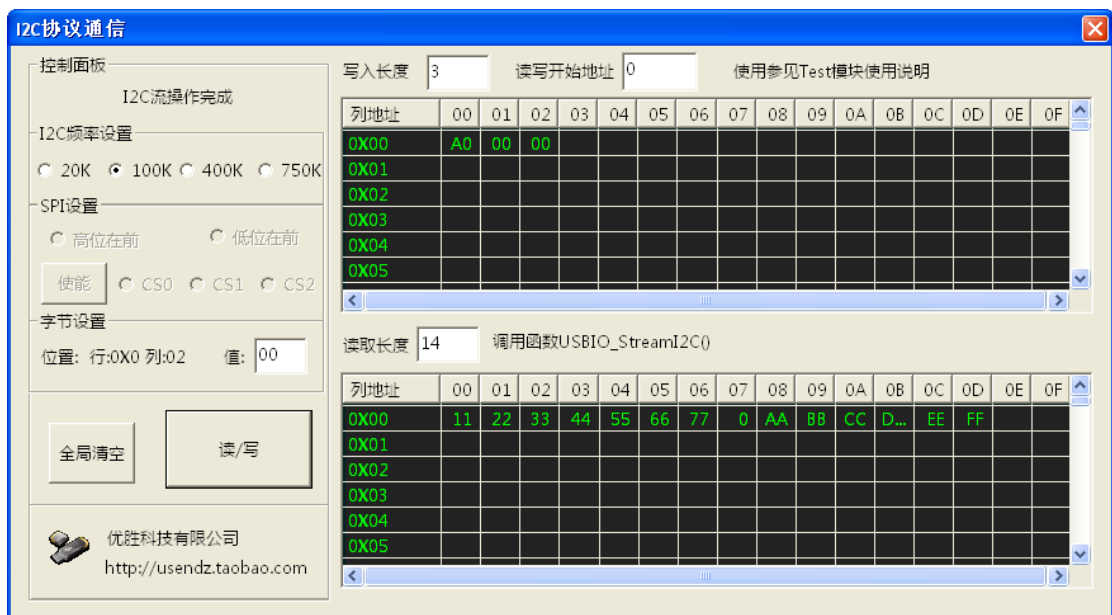 I2C协议通信
控制面板
I2C流操作完成
I2C频率设置
20K 100K 400K 750K
SPI设置
高位在前 低位在前
使能 CS0 CS1 CS2
字节设置
位置: 行:0X0 列:02 值: 00
全局清空 读/写
优胜科技有限公司
http://usendz.taobao.com
写入长度 3 读写开始地址 0 使用参见Test模块使用说明
列地址 00 01 02 03 04 05 06 07 08 09 0A 0B 0C 0D 0E 0F
0X00 A0 00 00
0X01
0X02
0X03
0X04
0X05
读取长度 14 调用函数USBIO_StreamI2C()
列地址 00 01 02 03 04 05 06 07 08 09 0A 0B 0C 0D 0E 0F
0X00 11 22 33 44 55 66 77 0 AA BB CC D... EE FF
0X01
0X02
0X03
0X04
0X05